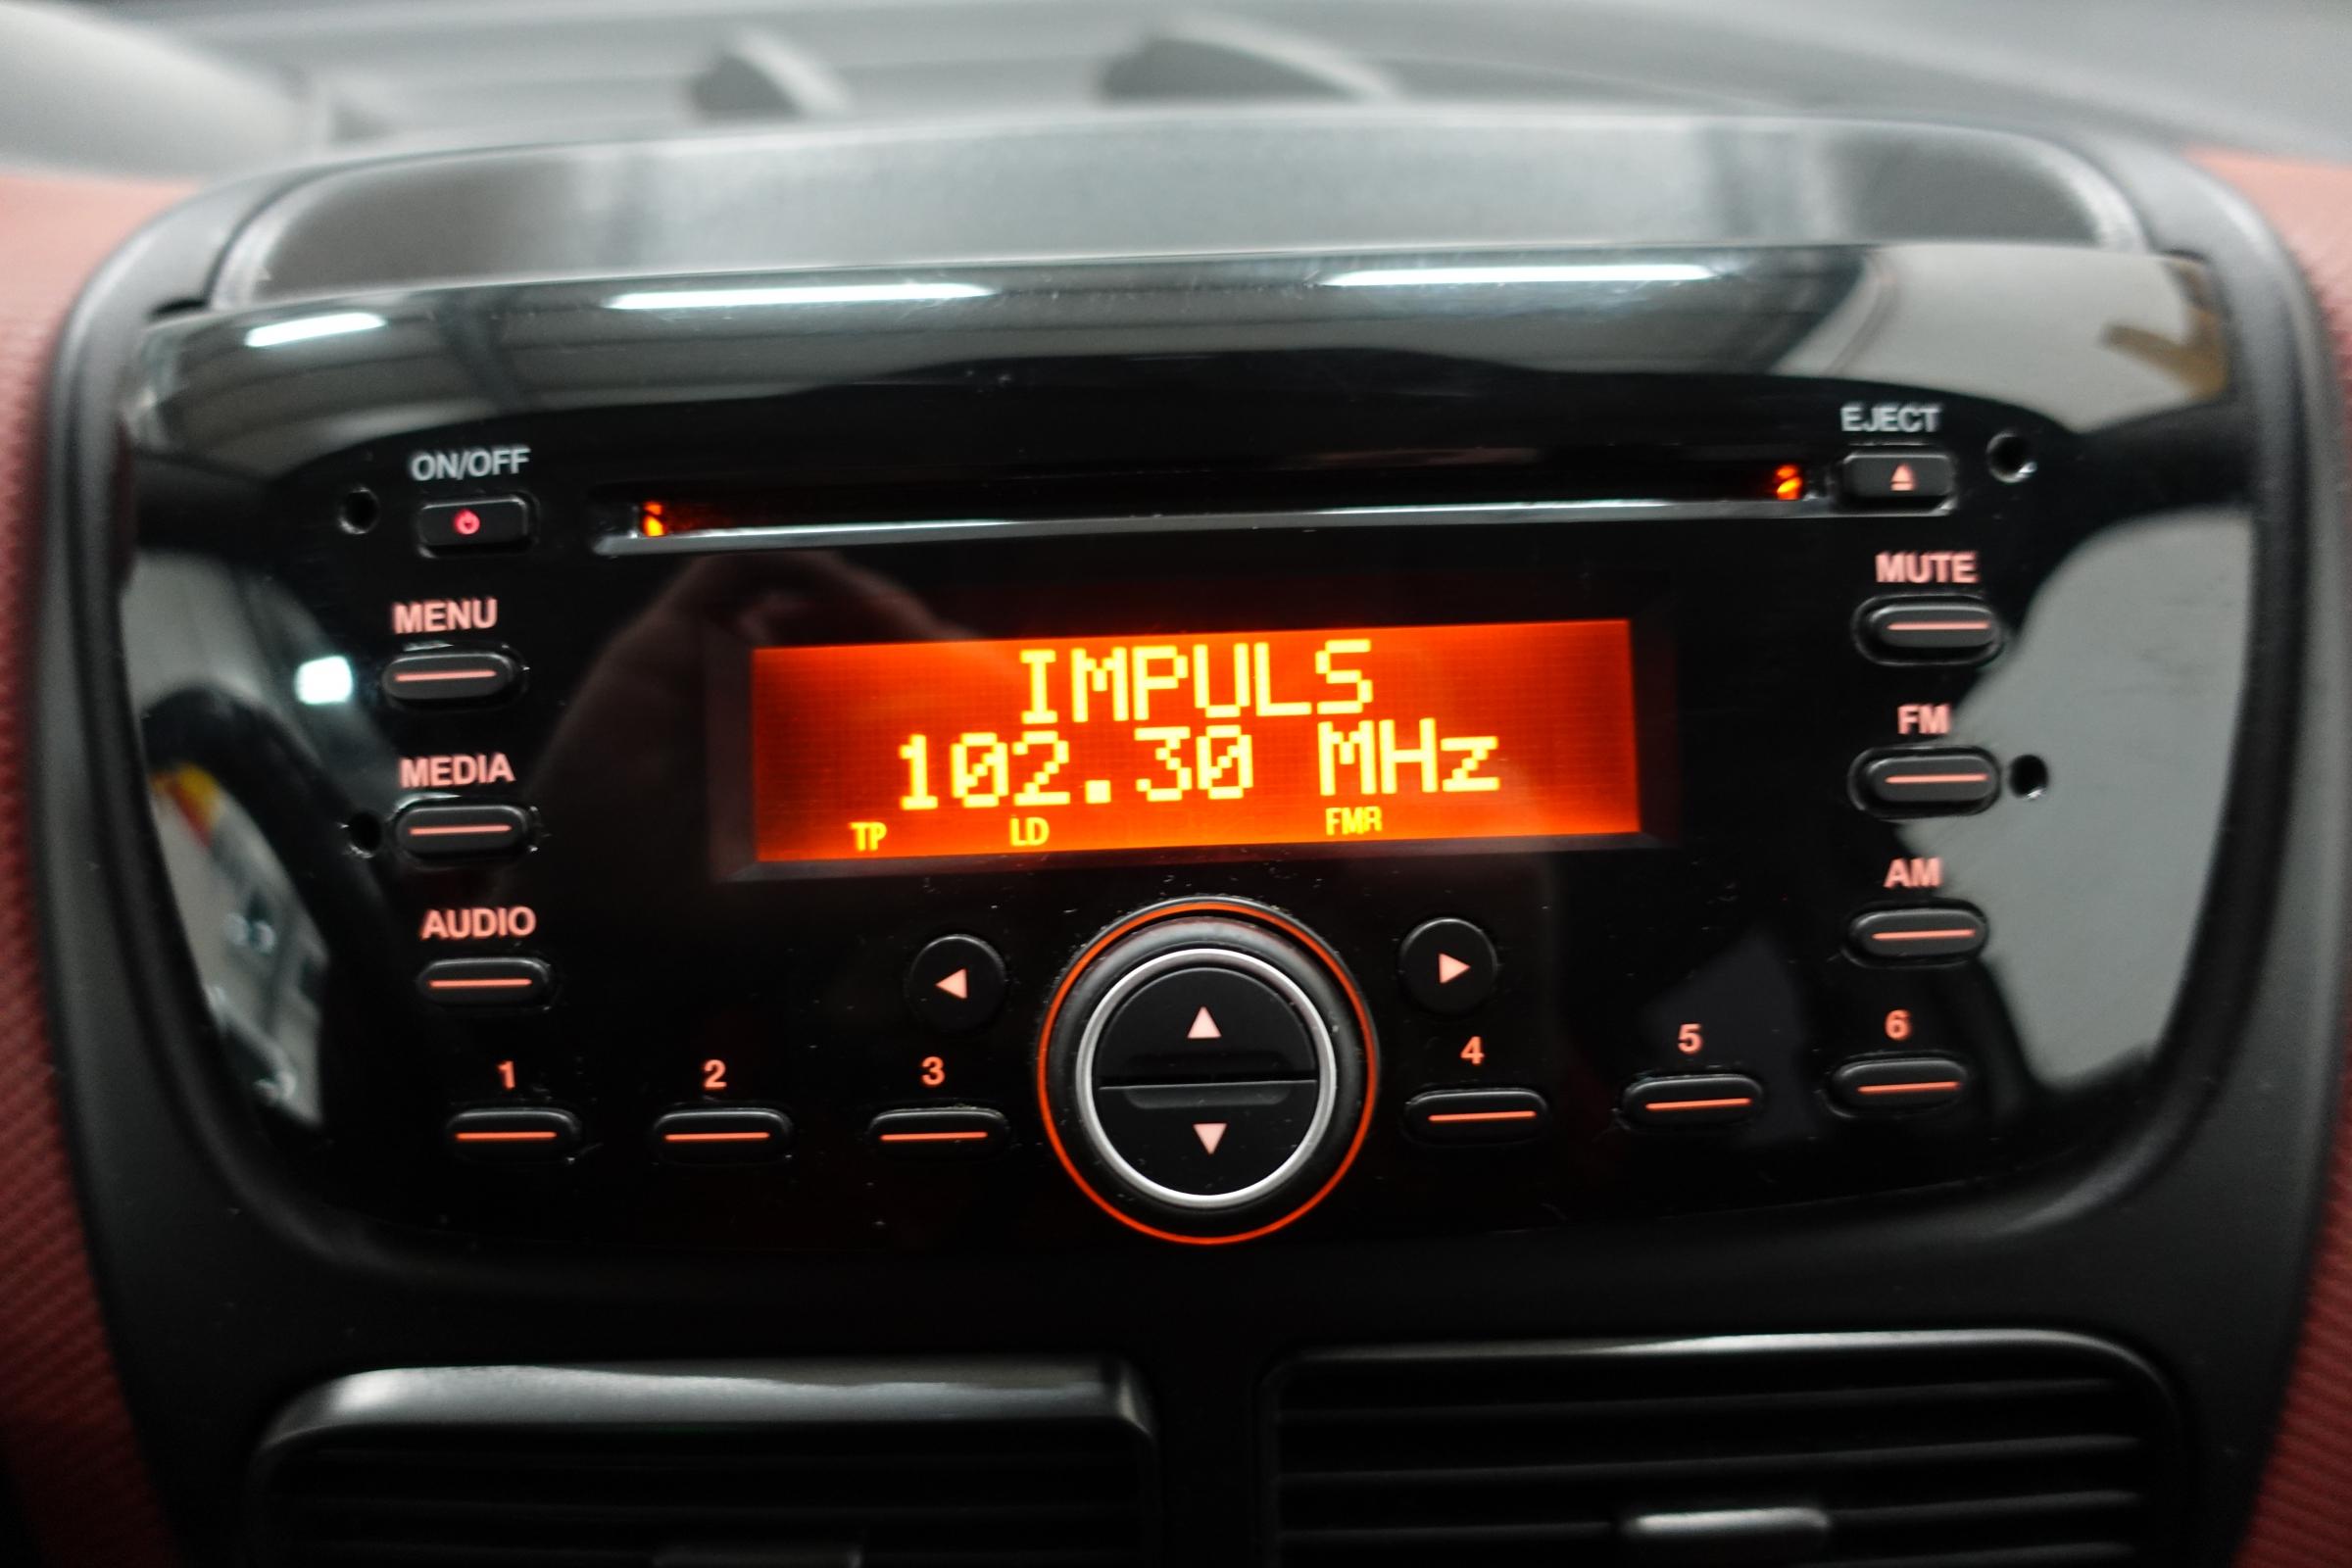 EJECT
ON/OFF
MUTE
MENU
IMPULS
FM
102.30 MHz
MEDIA
TP LD FMR
AM
AUDIO
1 2 3 4 5 6